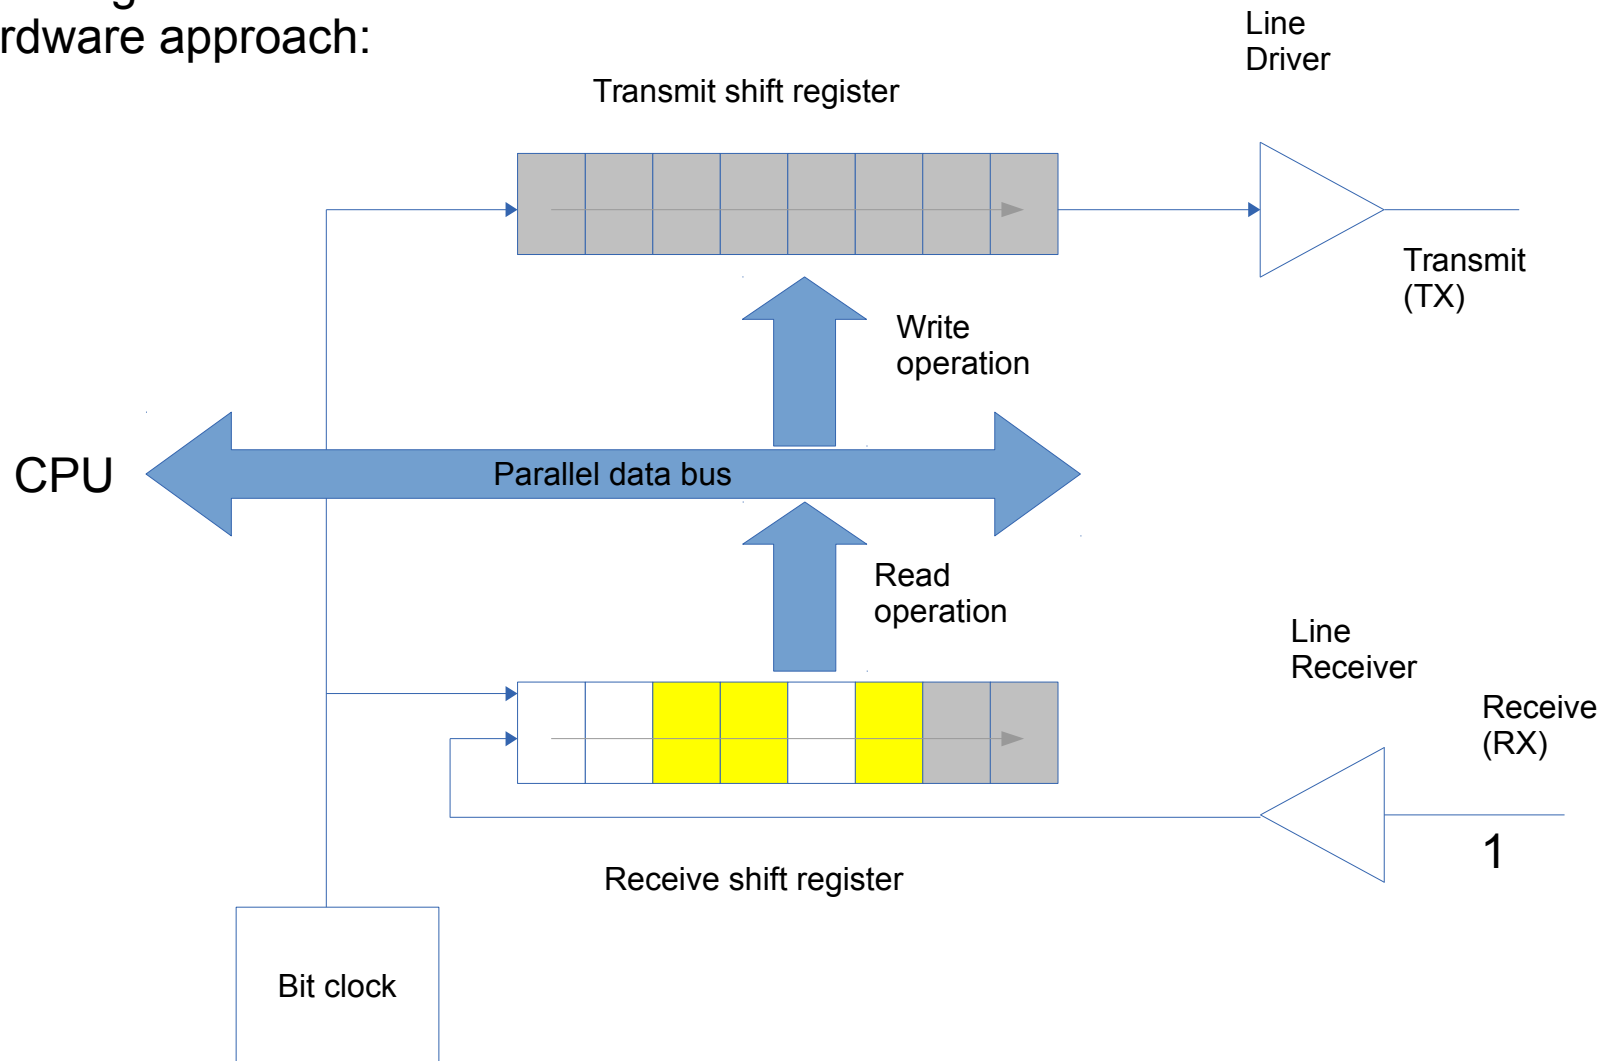 rdware approach:
Line
Driver
Transmit shift register
Transmit
(TX)
Write
operation
CPU
Parallel data bus
Read
operation
Line
Receiver
Receive
(RX)
1
Receive shift register
Bit clock